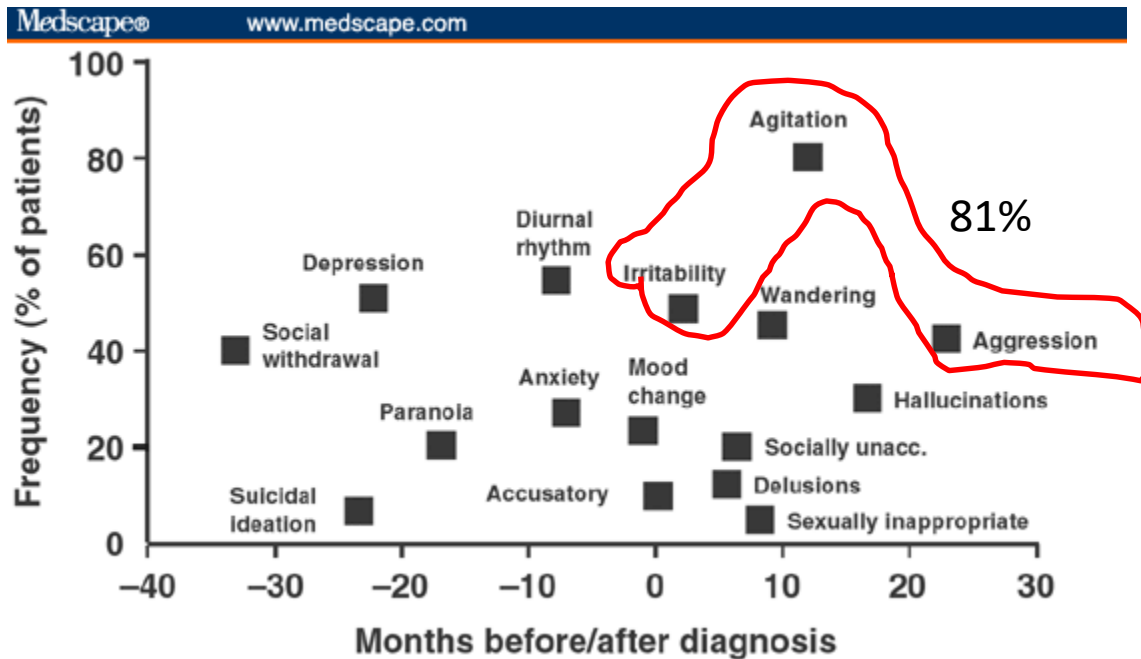 Medscape® www.medscape.com
Frequency (% of patients)
100
80
60
40
20
0
Agitation
81%
Diurnal
rhythm
Depression
Irritability
Wandering
Social
withdrawal
Aggression
Anxiety
Mood
change
Paranoia
Hallucinations
Socially unacc.
Suicidal
ideation
Accusatory
Delusions
Sexually inappropriate
–40 –30 –20 –10 0 10 20 30
Months before/after diagnosis